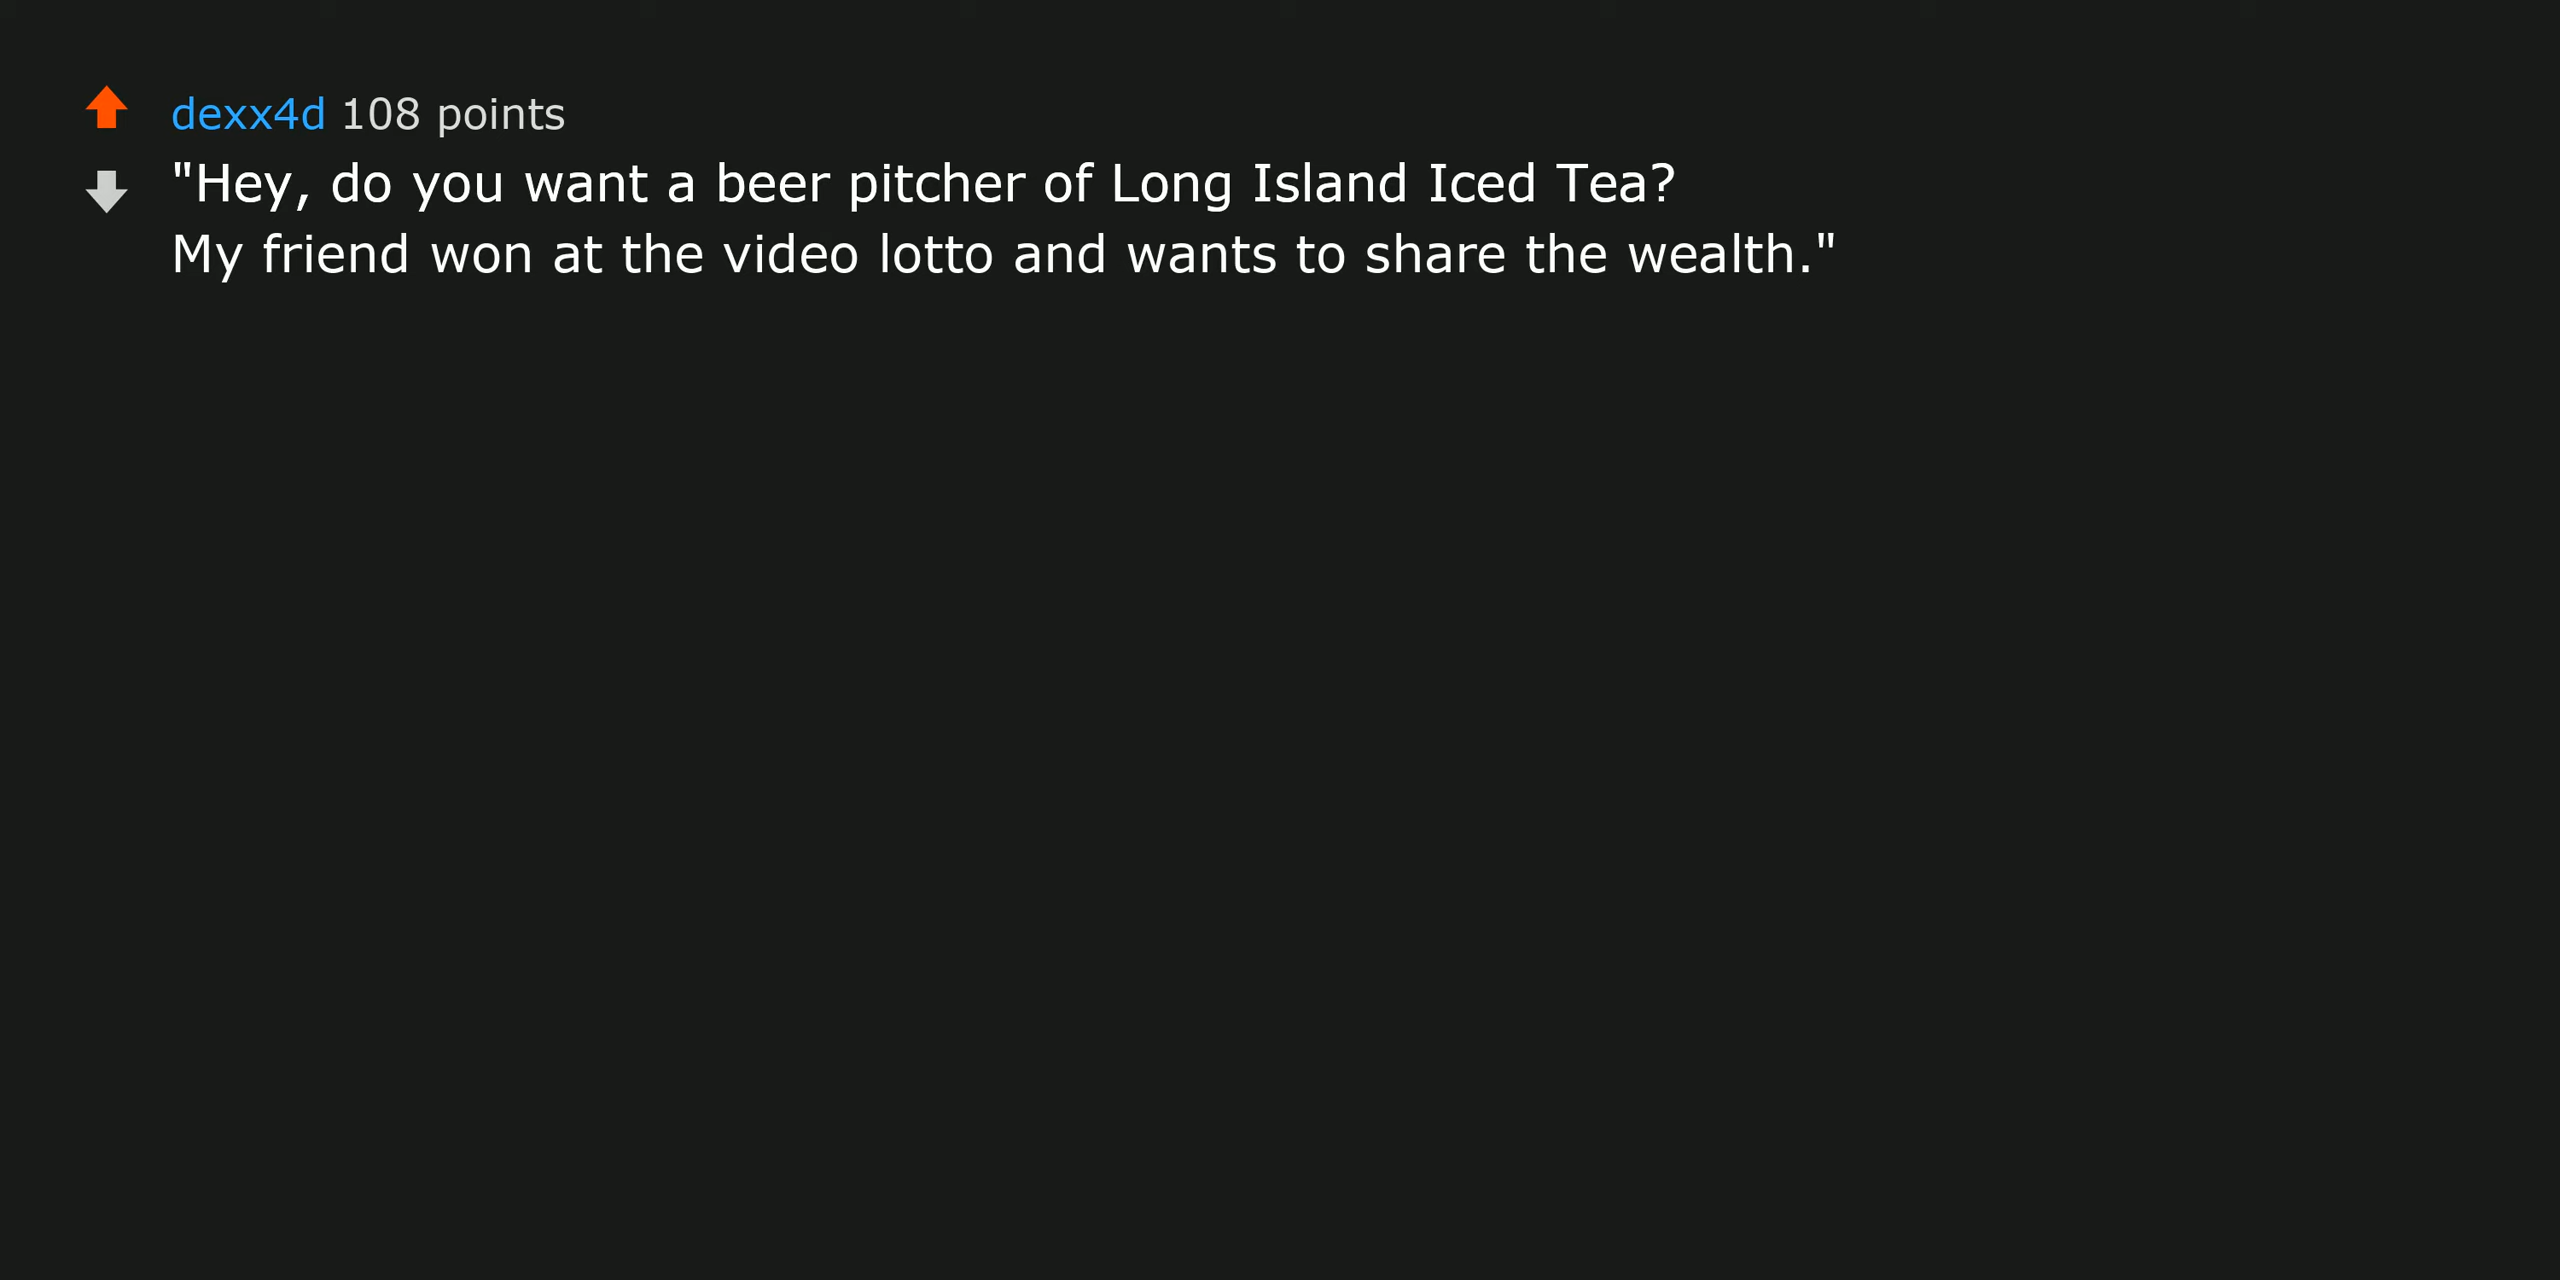 dexx4d 108 points
"Hey, do you want a beer pitcher of Long Island Iced Tea?
My friend won at the video lotto and wants to share the wealth."